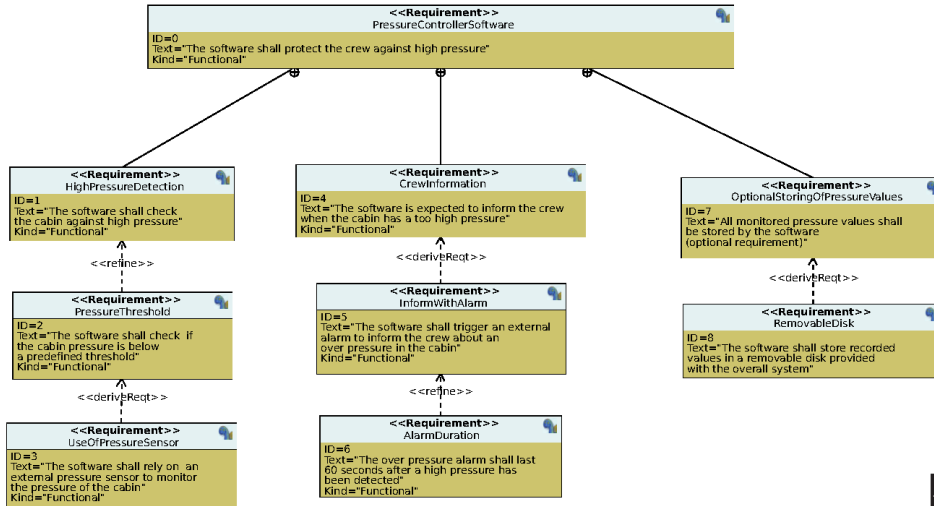 <<Requirement>>
PressureControllerSoftware
ID=0
Text="The software shall protect the crew against high pressure"
Kind="Functional"
<<Requirement>>
HighPressureDetection
ID=1
Text="The software shall check
the cabin against high pressure"
Kind="Functional"
<<refine>>
<<Requirement>>
PressureThreshold
ID=2
Text="The software shall check  if
the cabin pressure is below
a predefined threshold"
Kind="Functional"
<<deriveReqt>>
<<Requirement>>
UseOfPressureSensor
ID=3
Text="The software shall rely on  an
external pressure sensor to monitor
the pressure of the cabin"
Kind="Functional"
<<Requirement>>
CrewInformation
ID=4
Text="The software is expected to inform the crew
when the cabin has a too high pressure"
Kind="Functional"
<<deriveReqt>>
<<Requirement>>
InformWithAlarm
ID=5
Text="The software shall trigger an external
alarm to inform the crew about an
over pressure in the cabin"
Kind="Functional"
<<refine>>
<<Requirement>>
AlarmDuration
ID=6
Text="The over pressure alarm shall last
60 seconds after a high pressure has
been detected"
Kind="Functional"
<<Requirement>>
OptionalStoringOfPressureValues
ID=7
Text="All monitored pressure values shall
be stored by the software
(optional requirement)"
<<deriveReqt>>
<<Requirement>>
RemovableDisk
ID=8
Text="The software shall store recorded
values in a removable disk provided
with the overall system"